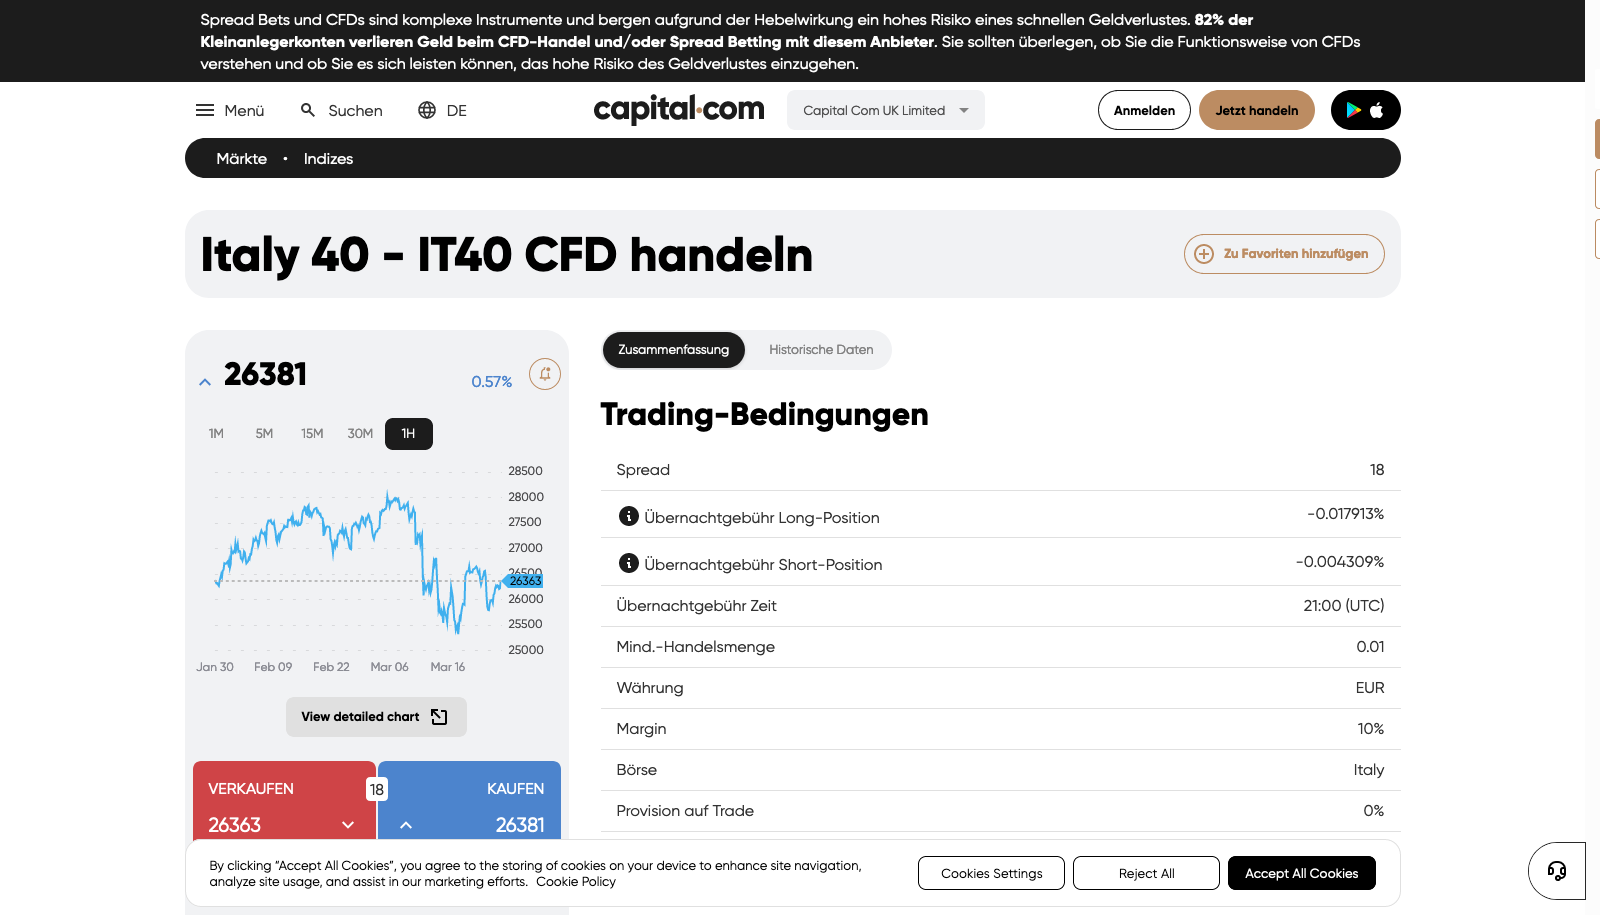 Spread Bets und CFDs sind komplexe Instrumente und bergen aufgrund der Hebelwirkung ein hohes Risiko eines schnellen Geldverlustes. 82% der
Kleinanlegerkonten verlieren Geld beim CFD-Handel und/oder Spread Betting mit diesem Anbieter. Sie sollten überlegen, ob Sie die Funktionsweise von CFDs
verstehen und ob Sie es sich leisten können, das hohe Risiko des Geldverlustes einzugehen.
Menü Suchen DE capital.com Capital Com UK Limited Anmelden Jetzt handeln
Märkte • Indizes
Italy 40 - IT40 CFD handeln
Zu Favoriten hinzufügen
26381 0.57%
1M 5M 15M 30M 1H
28500
28000
27500
27000
26500
26363
26000
25500
25000
Jan 30 Feb 09 Feb 22 Mar 06 Mar 16
View detailed chart
VERKAUFEN 18 KAUFEN
26363 26381
Zusammenfassung Historische Daten
Trading-Bedingungen
Spread 18
Übernachtgebühr Long-Position -0.017913%
Übernachtgebühr Short-Position -0.004309%
Übernachtgebühr Zeit 21:00 (UTC)
Mind.-Handelsmenge 0.01
Währung EUR
Margin 10%
Börse Italy
Provision auf Trade 0%
By clicking “Accept All Cookies”, you agree to the storing of cookies on your device to enhance site navigation,
analyze site usage, and assist in our marketing efforts. Cookie Policy
Cookies Settings Reject All Accept All Cookies